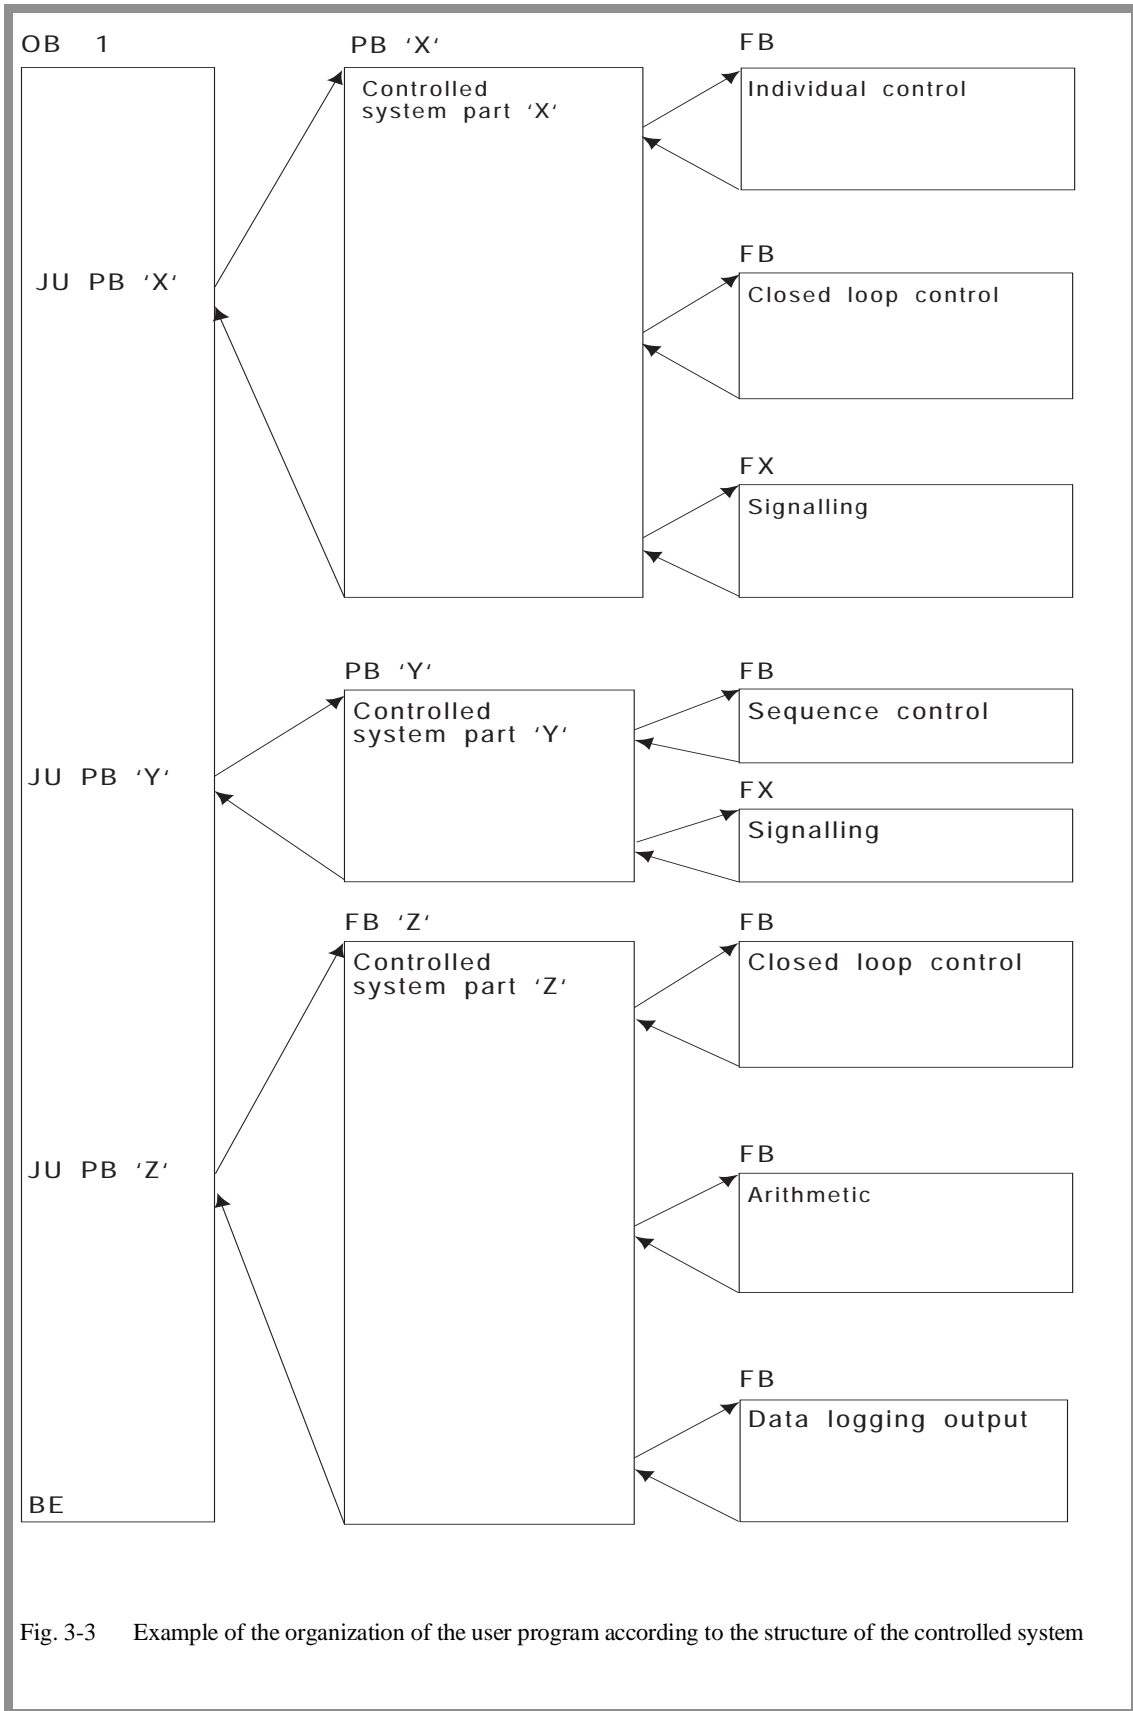 OB 1
PB ‘X‘
FB
Controlled
system part ‘X‘
Individual control
JU PB ‘X‘
FB
Closed loop control
FX
Signalling
PB ‘Y‘
FB
Controlled
system part ‘Y‘
Sequence control
JU PB ‘Y‘
FX
Signalling
FB ‘Z‘
FB
Controlled
system part ‘Z‘
Closed loop control
JU PB ‘Z‘
FB
Arithmetic
FB
Data logging output
BE
Fig. 3-3 Example of the organization of the user program according to the structure of the controlled system